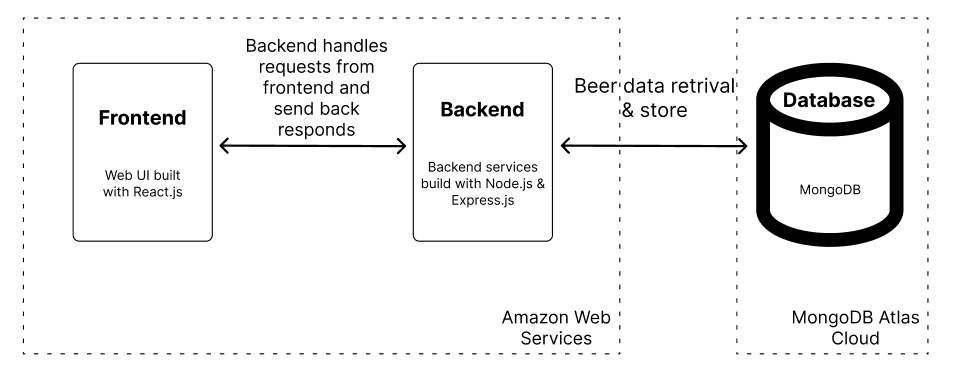 Frontend
Web UI built
with React.js
Backend handles
requests from
frontend and
send back
responds
Backend
Backend services
build with Node.js &
Express.js
Beer data retrival
& store
Database
MongoDB
Amazon Web
Services
MongoDB Atlas
Cloud